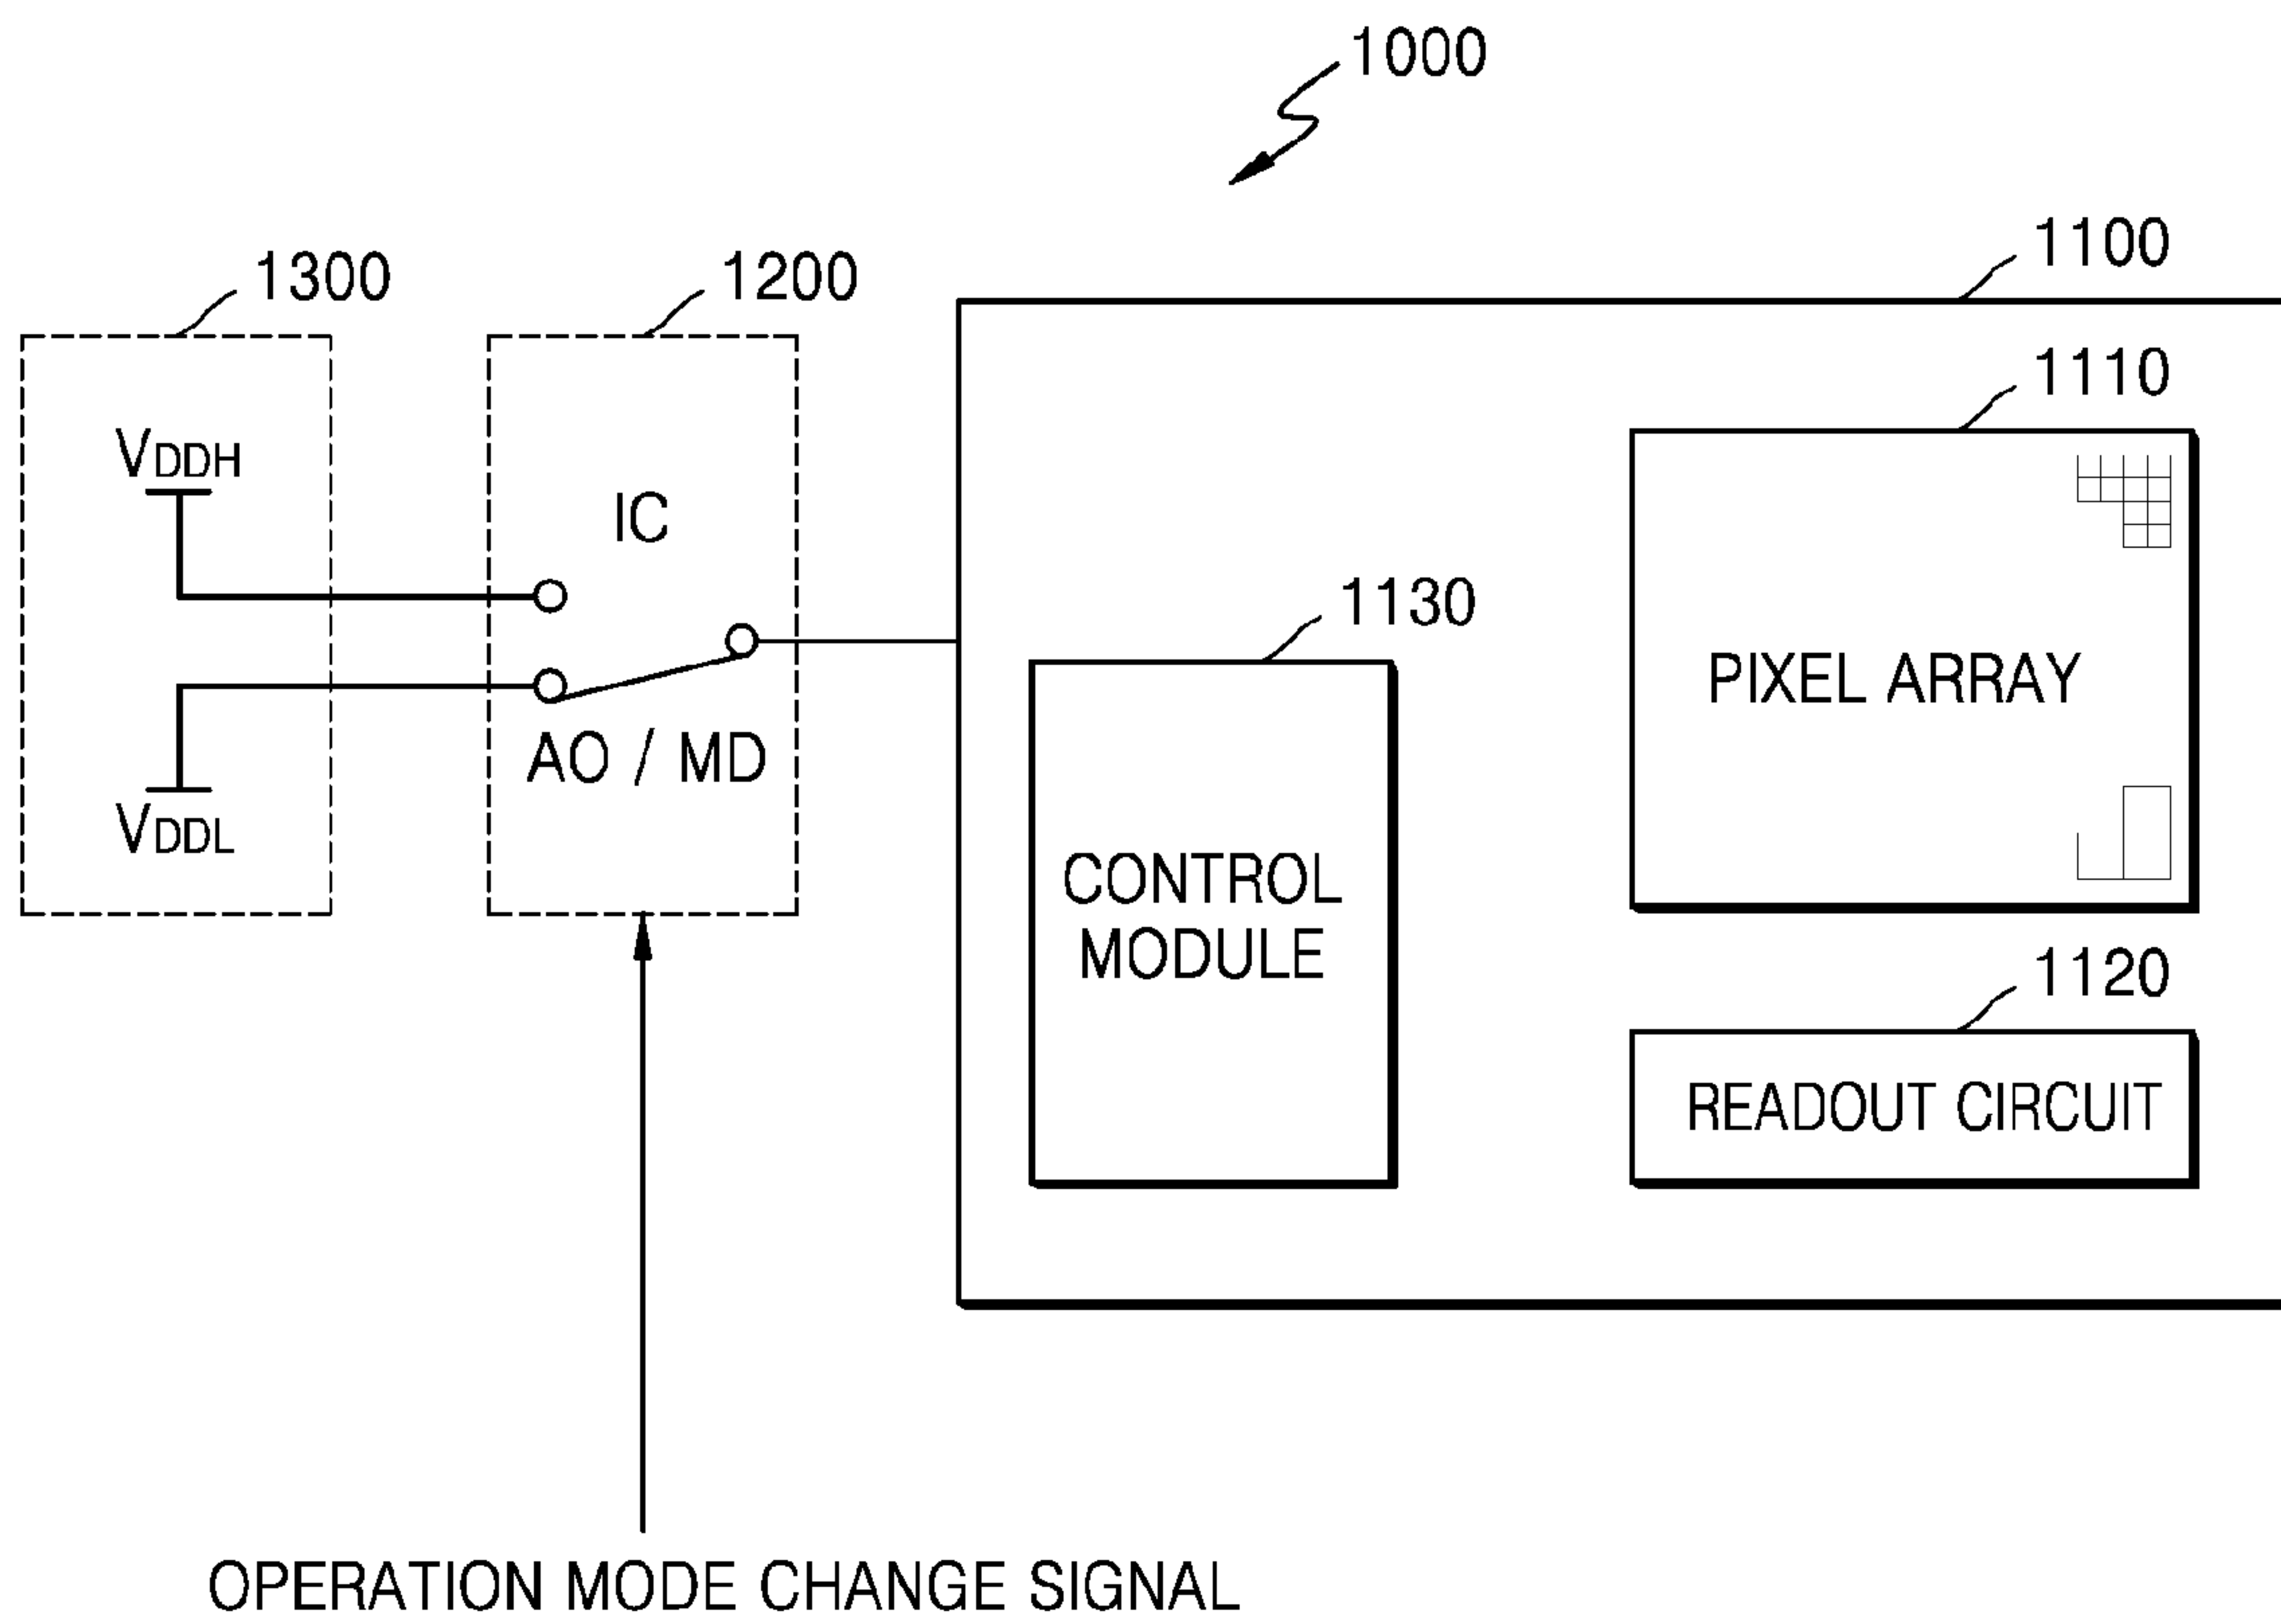 1000
1100
1300
1200
1110
VDDH
IC
1130
PIXEL ARRAY
AO / MD
VDDL
CONTROL
MODULE
1120
READOUT CIRCUIT
OPERATION MODE CHANGE SIGNAL